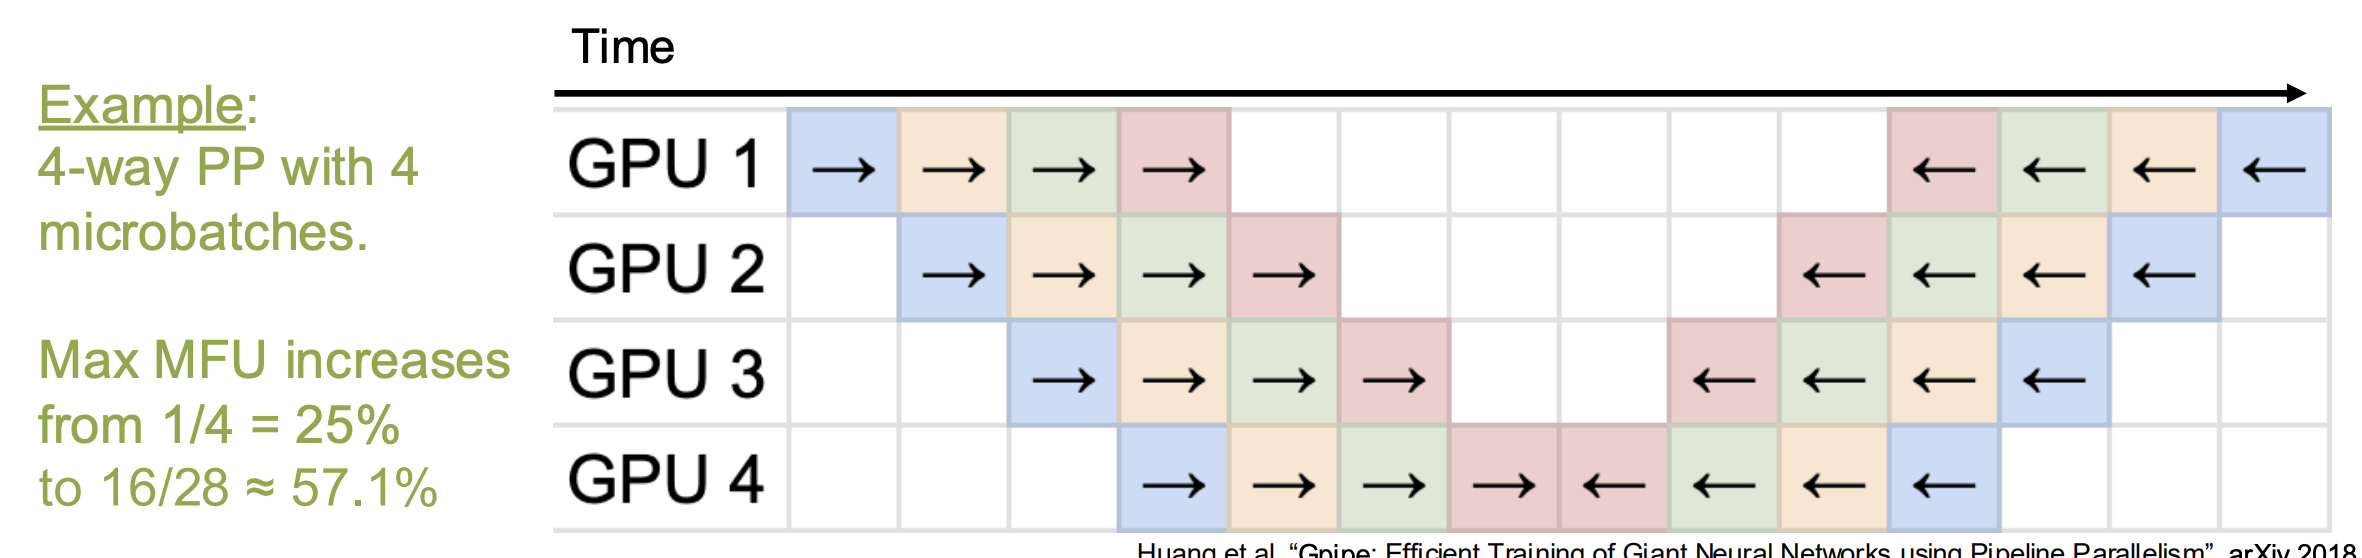 Time
Example:
4-way PP with 4
microbatches.
Max MFU increases
from 1/4 = 25%
to 16/28 ≈ 57.1%
GPU 1 → → → → ← ← ← ←
GPU 2 → → → → ← ← ← ←
GPU 3 → → → → ← ← ← ←
GPU 4 → → → → ← ← ← ←
Huang et al, “Gpipe: Efficient Training of Giant Neural Networks using Pipeline Parallelism”, arXiv 2018